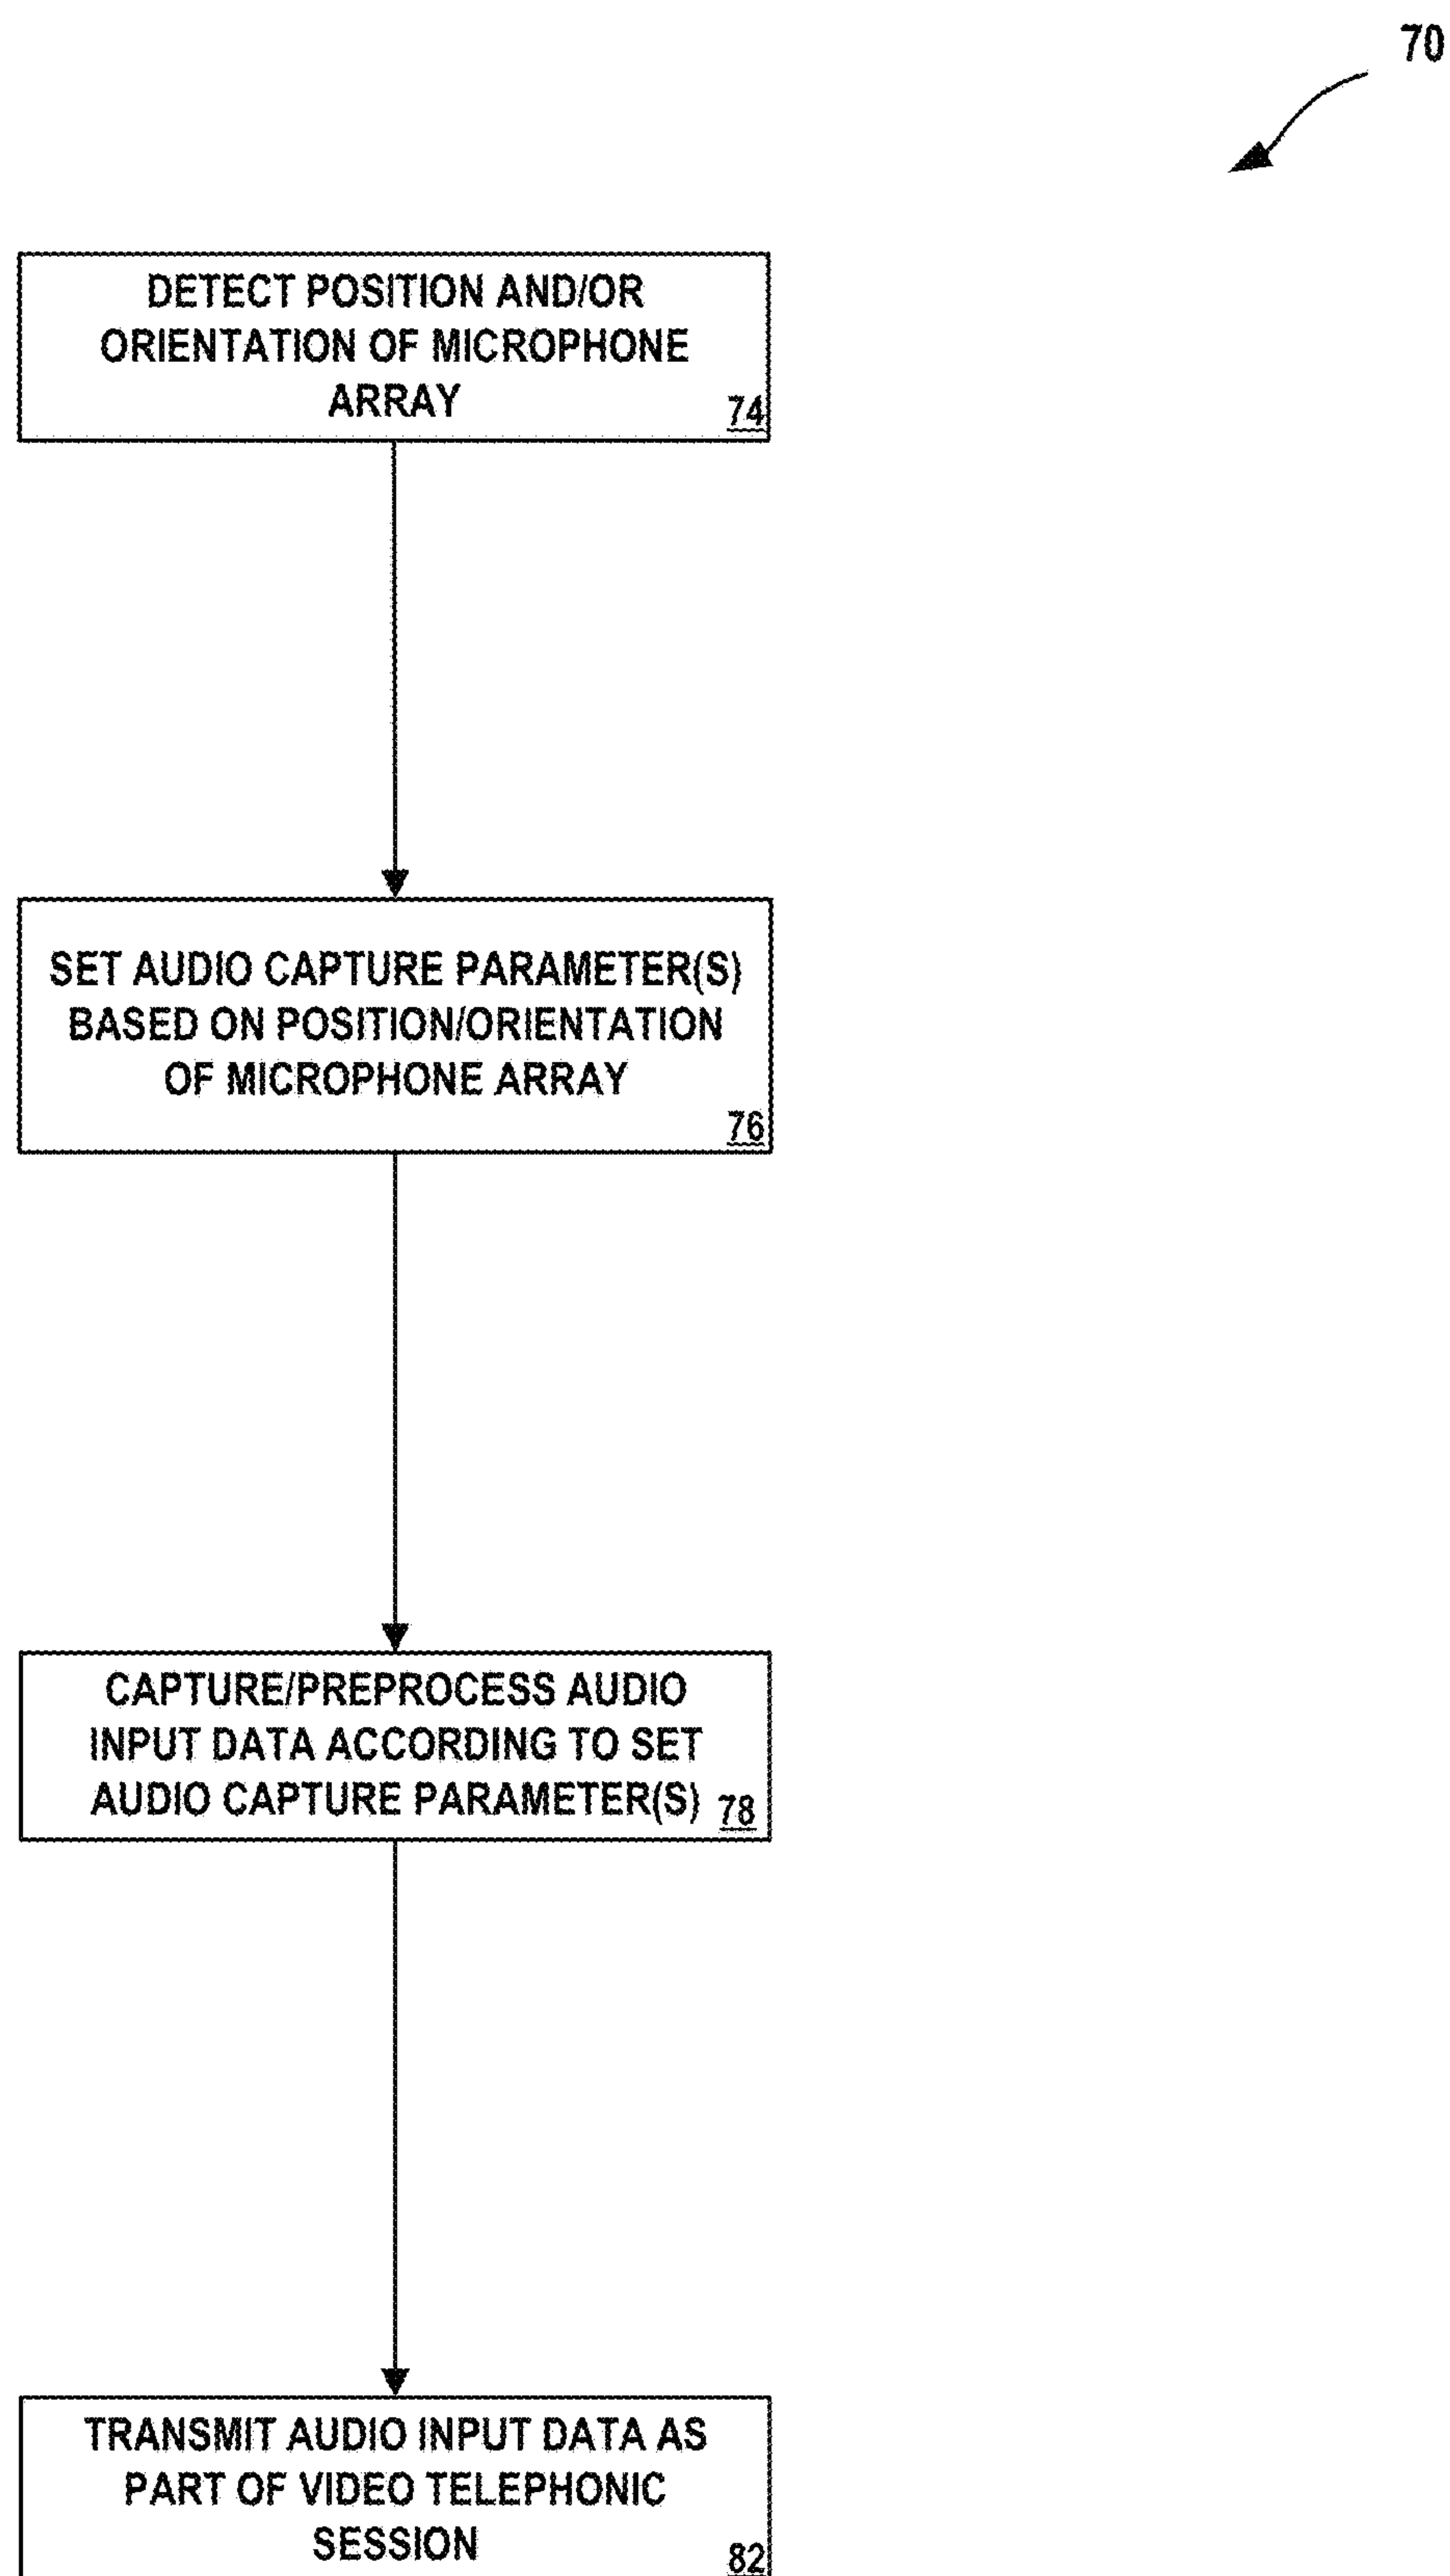 70
DETECT POSITION AND/OR
ORIENTATION OF MICROPHONE
ARRAY
74
SET AUDIO CAPTURE PARAMETER(S)
BASED ON POSITION/ORIENTATION
OF MICROPHONE ARRAY
76
CAPTURE/PREPROCESS AUDIO
INPUT DATA ACCORDING TO SET
AUDIO CAPTURE PARAMETER(S) 78
TRANSMIT AUDIO INPUT DATA AS
PART OF VIDEO TELEPHONIC
SESSION
82